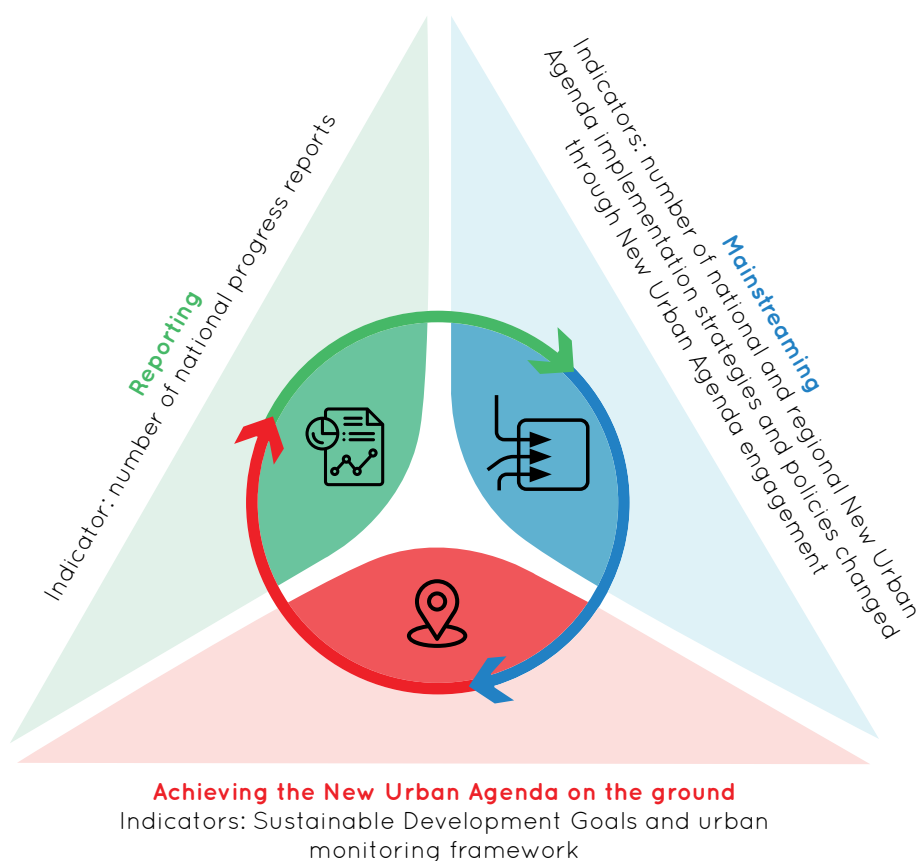 Reporting
Indicator: number of national progress reports
Mainstreaming
Indicators: number of national and regional New Urban
Agenda implementation strategies and policies changed
through New Urban Agenda engagement
Achieving the New Urban Agenda on the ground
Indicators: Sustainable Development Goals and urban
monitoring framework